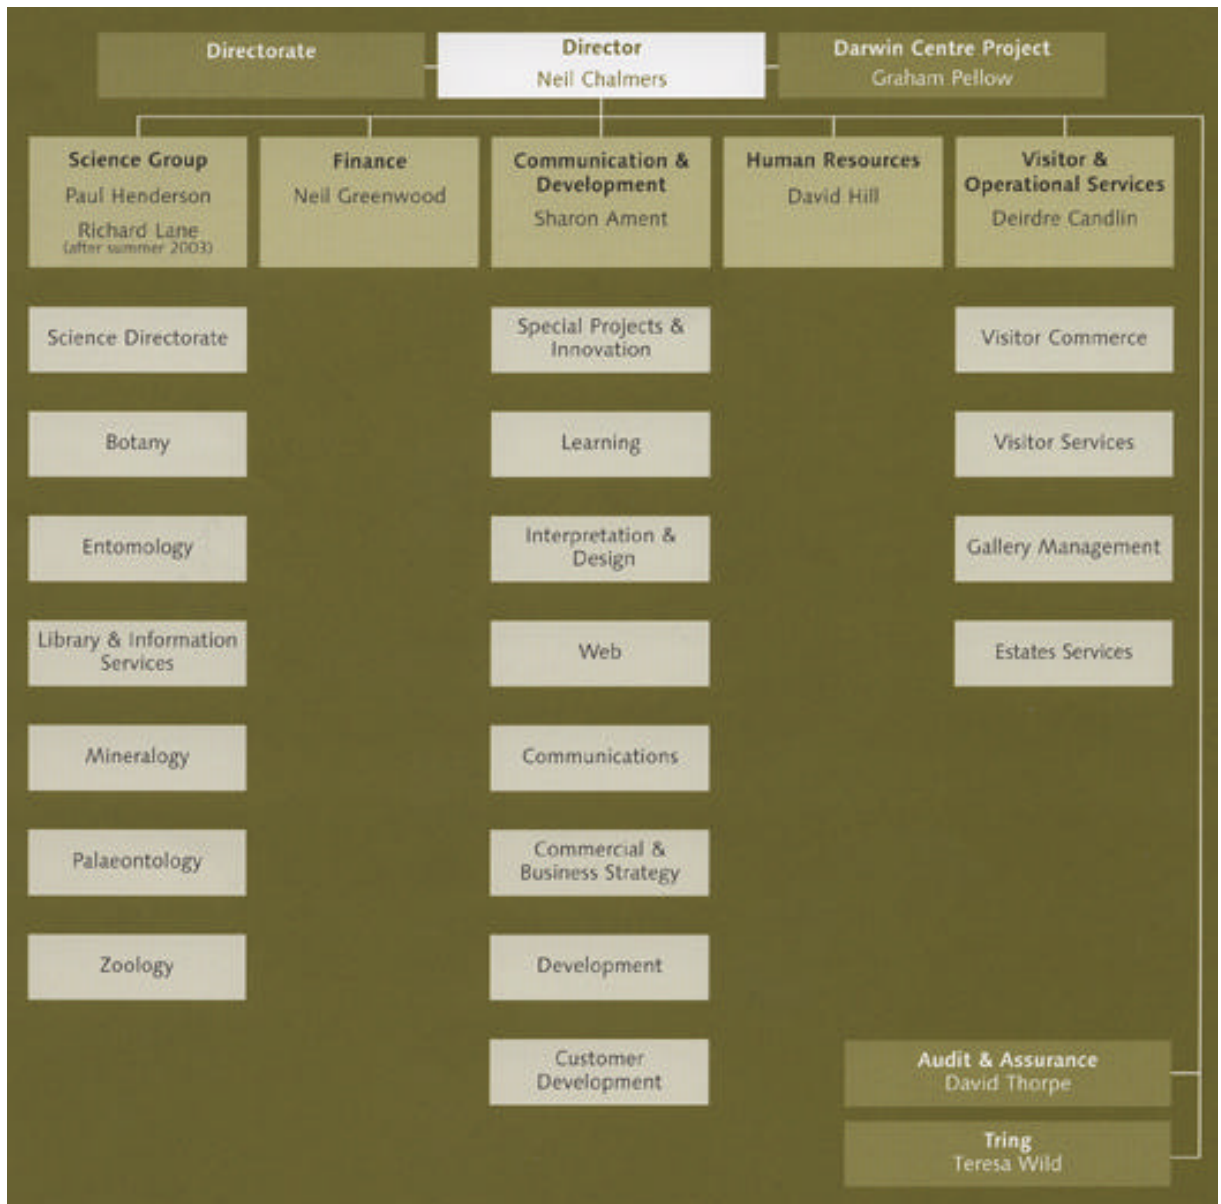 Directorate
Director
Neil Chalmers
Darwin Centre Project
Graham Pellow
Science Group
Paul Henderson
Richard Lane
(after summer 2003)
Finance
Neil Greenwood
Communication &
Development
Sharon Ament
Human Resources
David Hill
Visitor &
Operational Services
Deirdre Candlin
Science Directorate
Botany
Entomology
Library & Information
Services
Mineralogy
Palaeontology
Zoology
Special Projects &
Innovation
Learning
Interpretation &
Design
Web
Communications
Commercial &
Business Strategy
Development
Customer
Development
Visitor Commerce
Visitor Services
Gallery Management
Estates Services
Audit & Assurance
David Thorpe
Tring
Teresa Wild